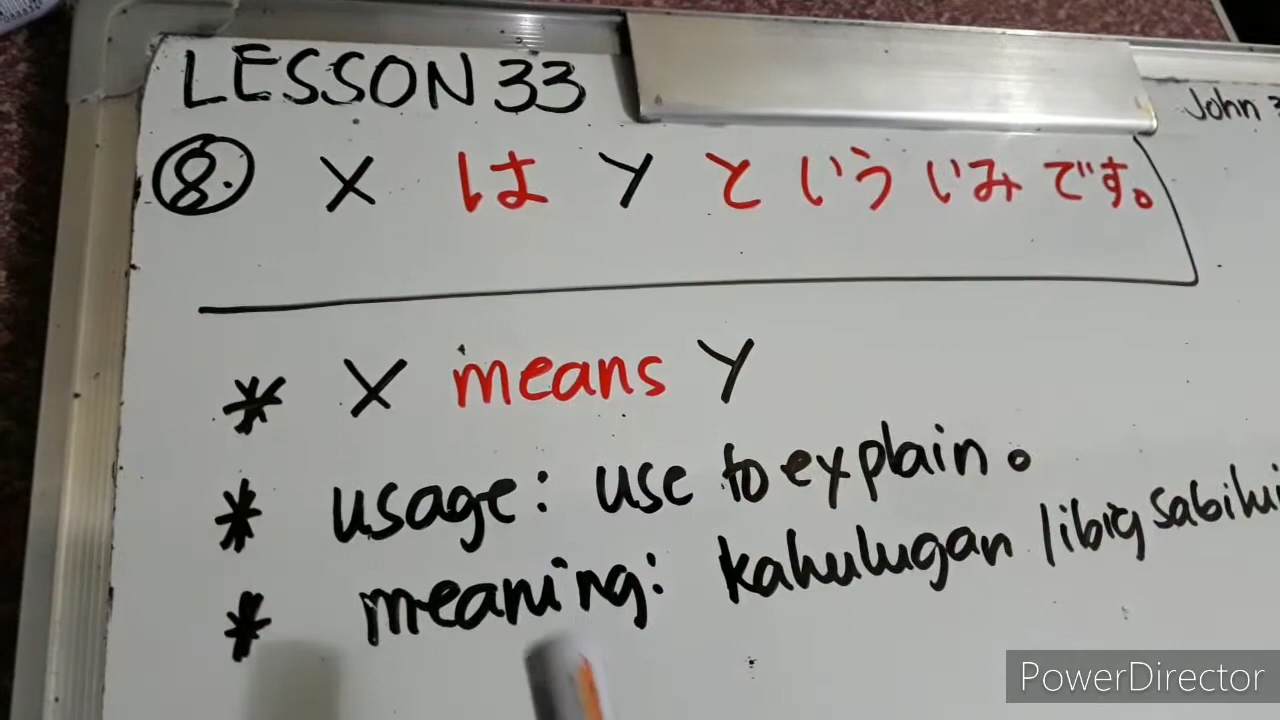 LESSON 33
John
8. X は Y と いう いみ です。
* X means Y
* usage: use to explain.
* meaning: kahulugan / ibig sabihi
PowerDirector